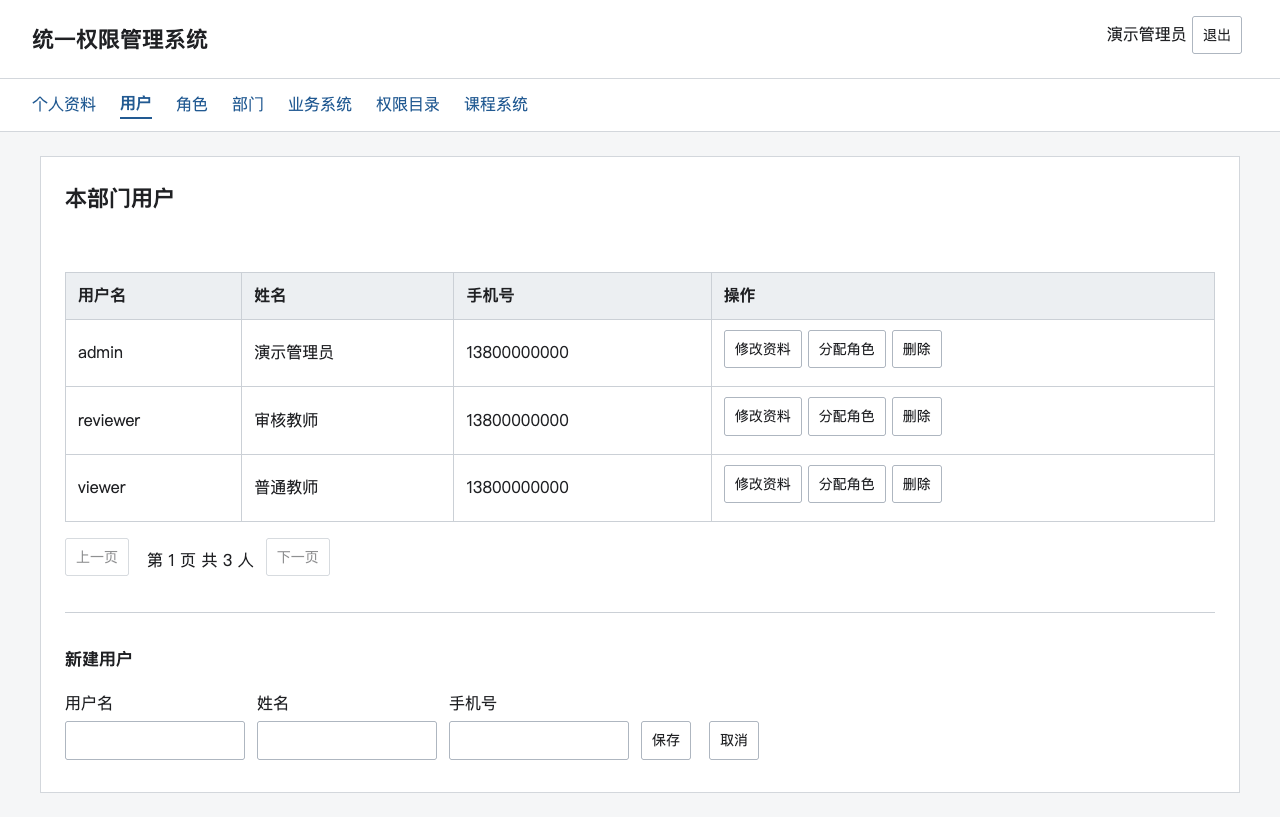 统一权限管理系统
演示管理员 退出
个人资料 用户 角色 部门 业务系统 权限目录 课程系统
本部门用户
用户名 姓名 手机号 操作
admin 演示管理员 13800000000 修改资料 分配角色 删除
reviewer 审核教师 13800000000 修改资料 分配角色 删除
viewer 普通教师 13800000000 修改资料 分配角色 删除
上一页 第 1 页 共 3 人 下一页
新建用户
用户名 姓名 手机号
保存 取消